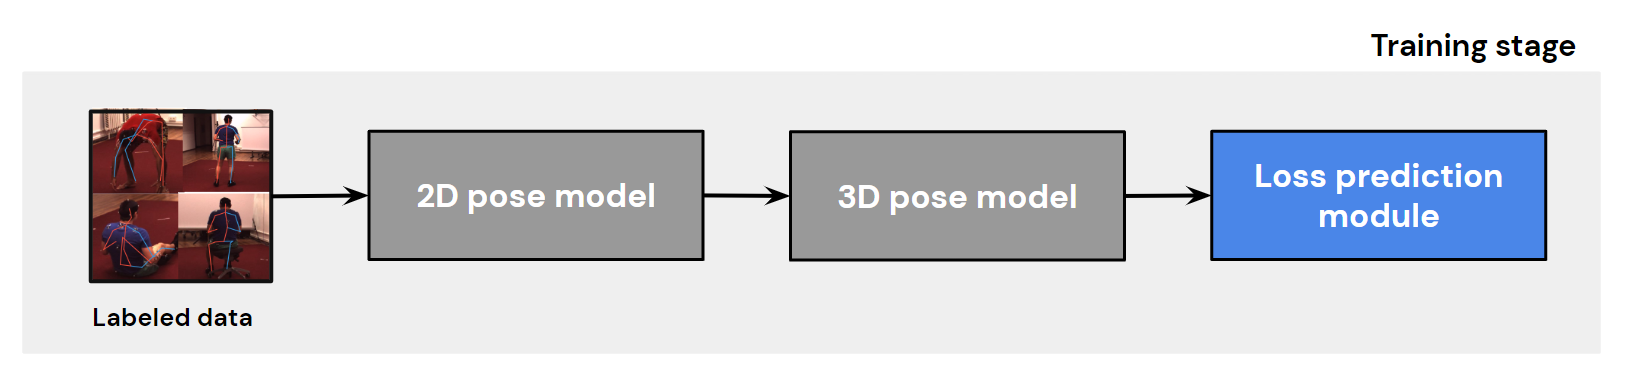 Training stage
2D pose model
3D pose model
Loss prediction
module
Labeled data